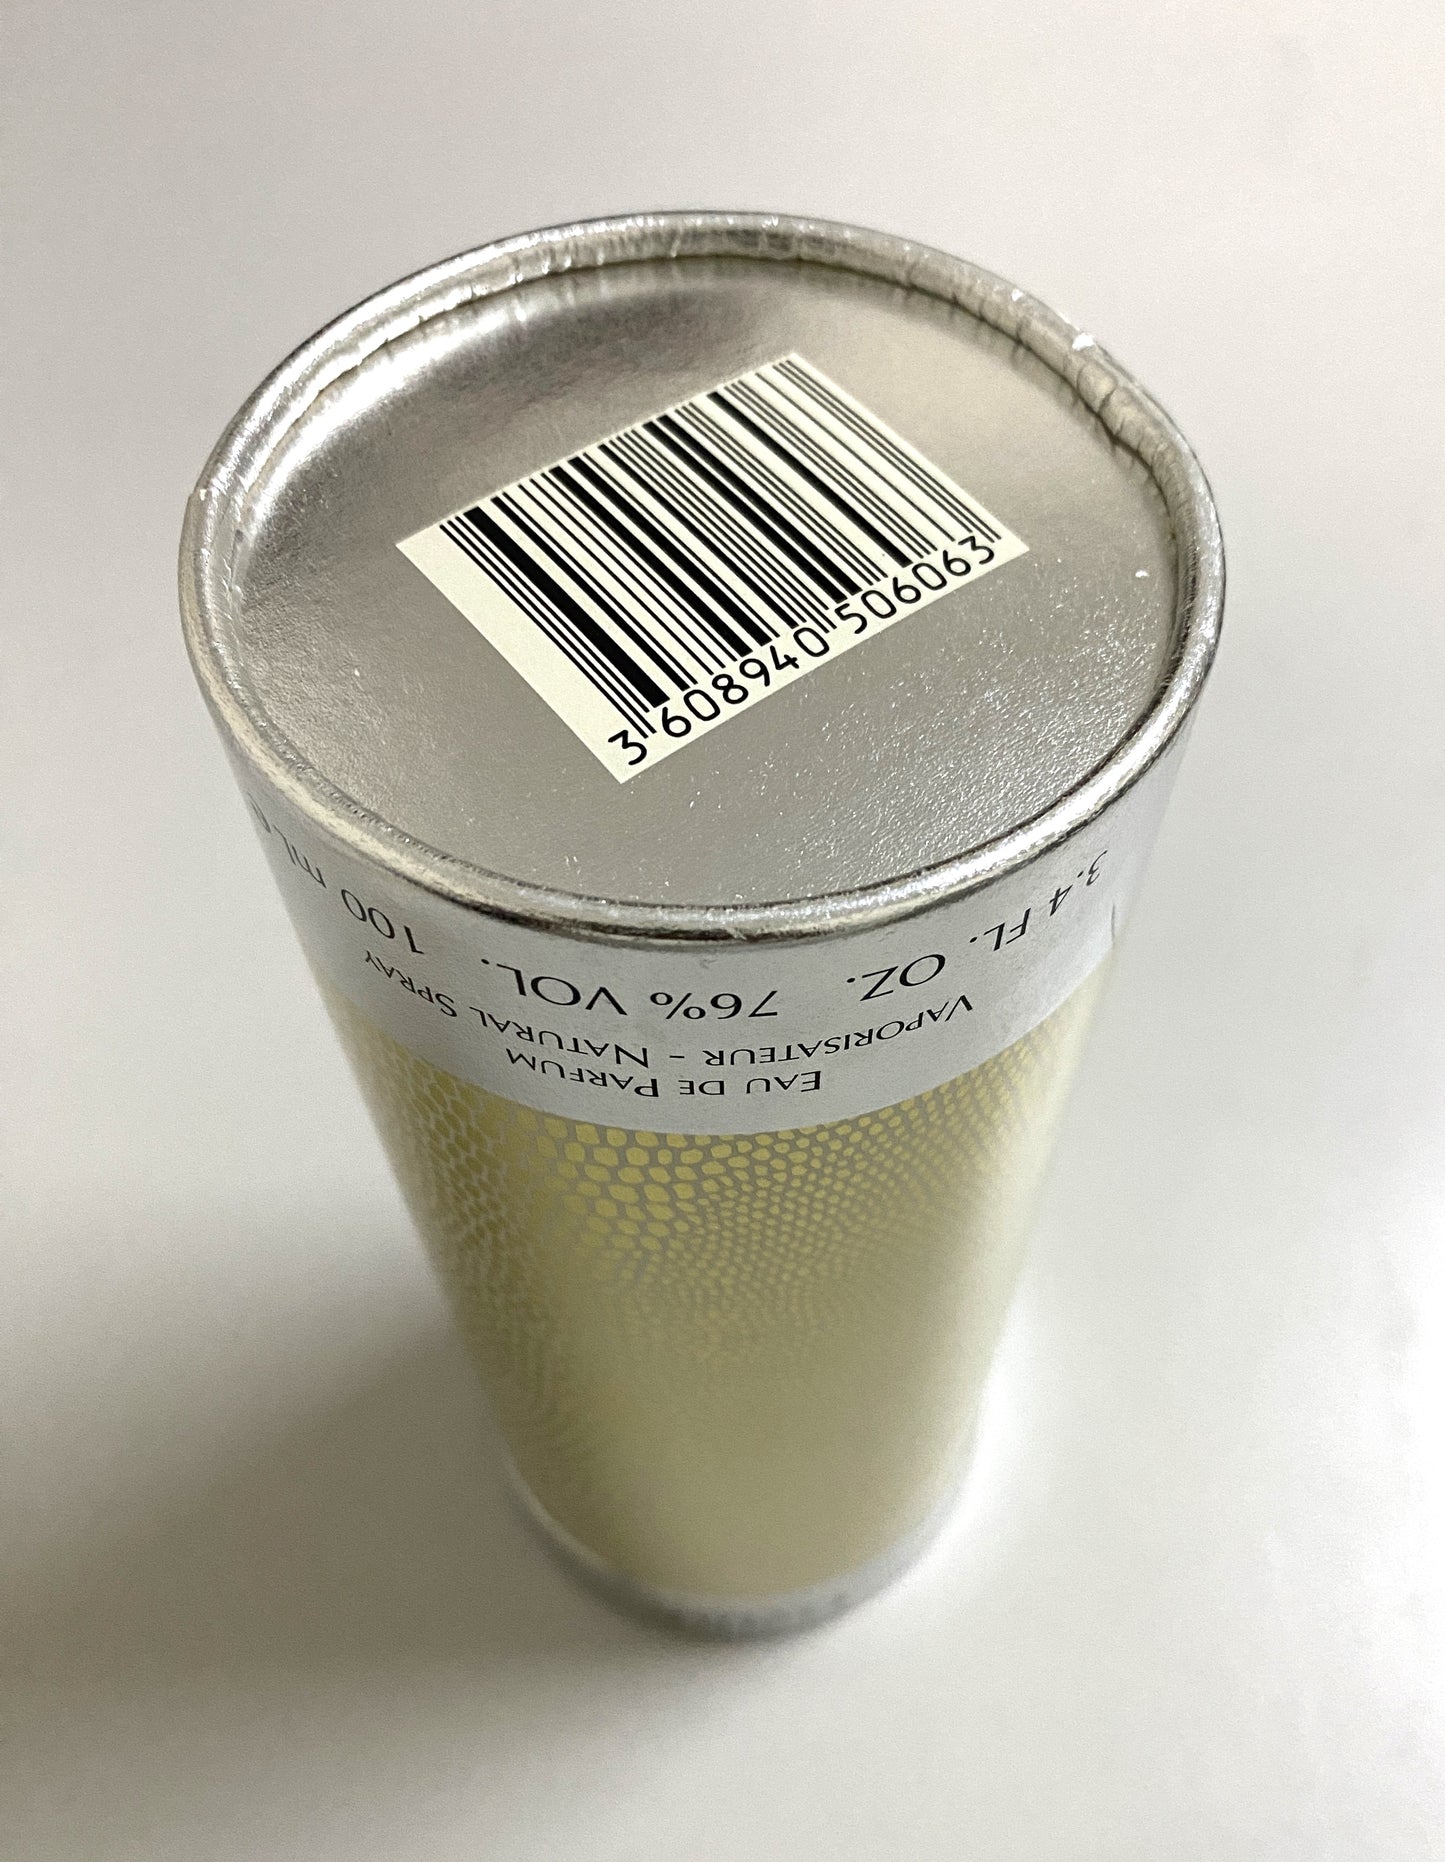 3 608940 506063
EAU DE PARFUM
VAPORISATEUR - NATURAL SPRAY
3.4 FL. OZ. 76% VOL. 100 mL